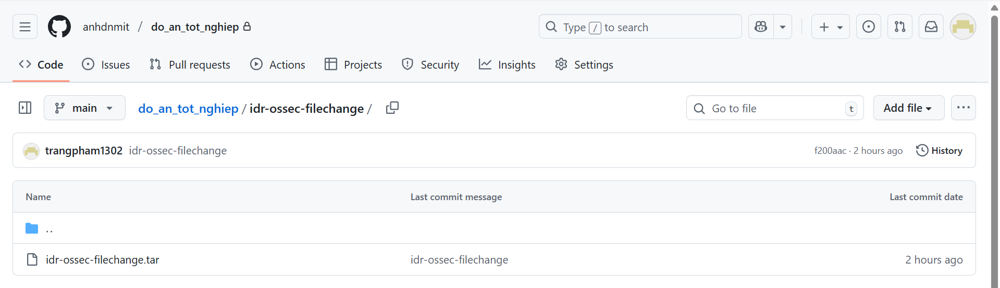 anhdnmit / do_an_tot_nghiep
Type / to search
Code Issues Pull requests Actions Projects Security Insights Settings
main do_an_tot_nghiep / idr-ossec-filechange /
Go to file t Add file
trangpham1302 idr-ossec-filechange f200aac · 2 hours ago History
Name Last commit message Last commit date
..
idr-ossec-filechange.tar idr-ossec-filechange 2 hours ago